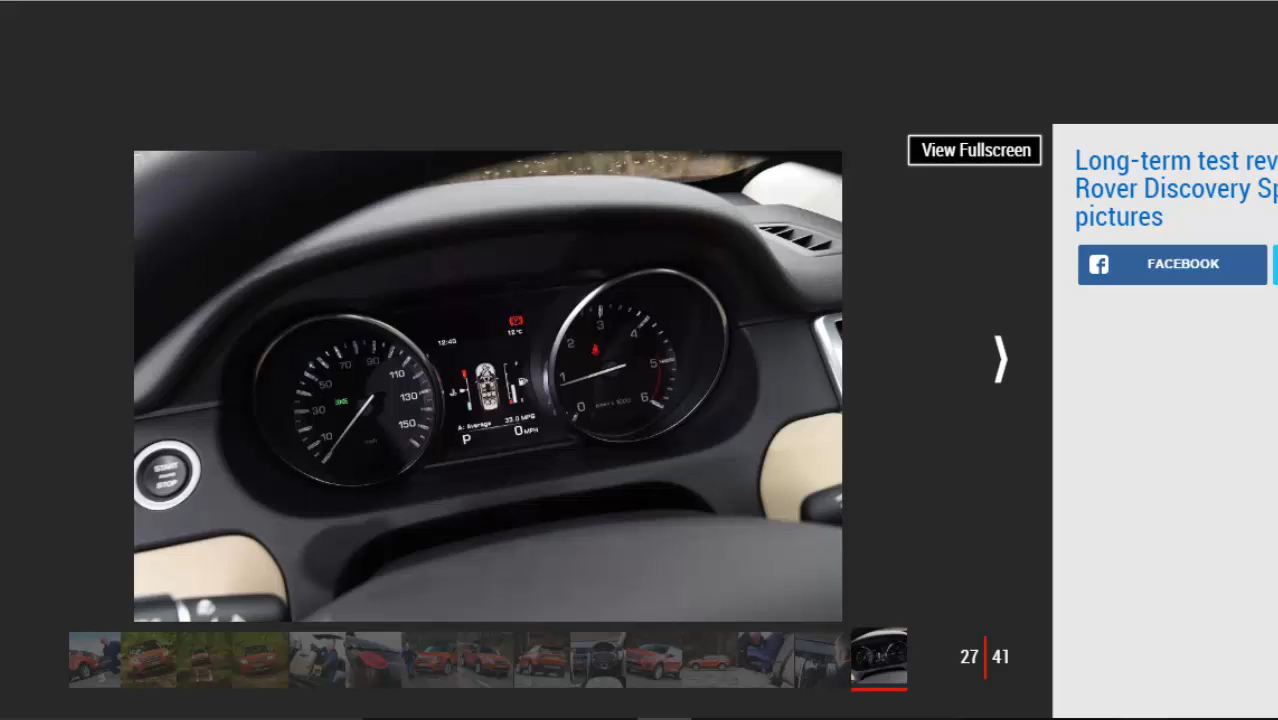 View Fullscreen
Long-term test rev
Rover Discovery Sp
pictures
FACEBOOK
12:40
12°C
10
30
50
70
90
110
130
150
A: Average 33.0 MPG
P 0 MPH
0
1
2
3
4
5
6
START
STOP
27 41